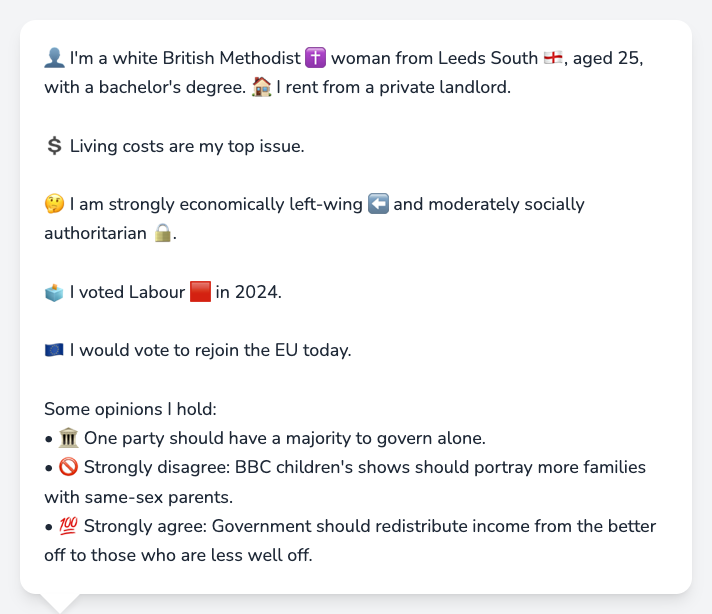 👤 I'm a white British Methodist ✝️ woman from Leeds South 🏴󠁧󠁢󠁥󠁮󠁧󠁿, aged 25,
with a bachelor's degree. 🏠 I rent from a private landlord.
💲 Living costs are my top issue.
🤔 I am strongly economically left-wing ⬅️ and moderately socially
authoritarian 🔒.
🗳️ I voted Labour 🟥 in 2024.
🇪🇺 I would vote to rejoin the EU today.
Some opinions I hold:
• 🏛️ One party should have a majority to govern alone.
• 🚫 Strongly disagree: BBC children's shows should portray more families
with same-sex parents.
• 💯 Strongly agree: Government should redistribute income from the better
off to those who are less well off.